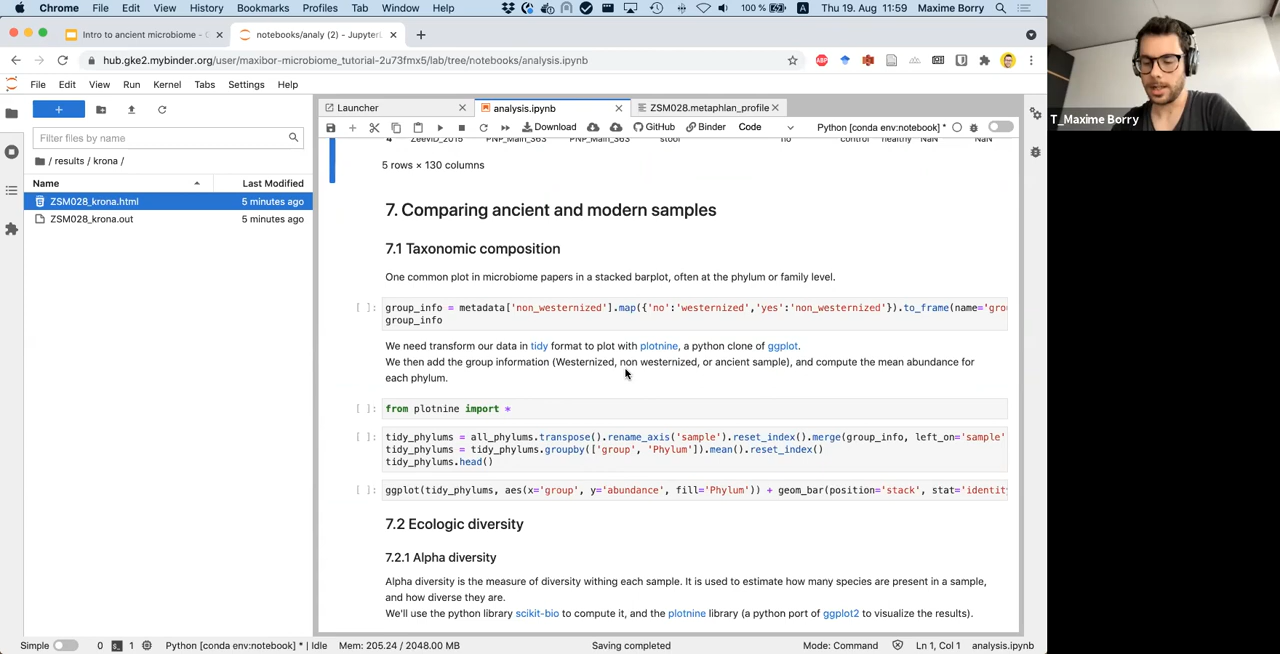 Chrome File Edit View History Bookmarks Profiles Tab Window Help 100 % Thu 19. Aug 11:59 Maxime Borry
Intro to ancient microbiome - notebooks/analy (2) - Jupyter
hub.gke2.mybinder.org/user/maxibor-microbiome_tutorial-2u73fmx5/lab/tree/notebooks/analysis.ipynb
T_Maxime Borry
File Edit View Run Kernel Tabs Settings Help
Launcher analysis.ipynb ZSM028.metaphlan_profile
Download GitHub Binder Code Python [conda env:notebook] *
Filter files by name
/ results / krona /
Name Last Modified
ZSM028_krona.html 5 minutes ago
ZSM028_krona.out 5 minutes ago
4 ZeeviD_2015 PNP_Main_363 PNP_Main_363 stool no control healthy NaN NaN
5 rows × 130 columns
7. Comparing ancient and modern samples
7.1 Taxonomic composition
One common plot in microbiome papers in a stacked barplot, often at the phylum or family level.
[ ]: group_info = metadata['non_westernized'].map({'no':'westernized','yes':'non_westernized'}).to_frame(name='gro
group_info
We need transform our data in tidy format to plot with plotnine, a python clone of ggplot.
We then add the group information (Westernized, non westernized, or ancient sample), and compute the mean abundance for
each phylum.
[ ]: from plotnine import *
[ ]: tidy_phylums = all_phylums.transpose().rename_axis('sample').reset_index().merge(group_info, left_on='sample'
tidy_phylums = tidy_phylums.groupby(['group', 'Phylum']).mean().reset_index()
tidy_phylums.head()
[ ]: ggplot(tidy_phylums, aes(x='group', y='abundance', fill='Phylum')) + geom_bar(position='stack', stat='identit
7.2 Ecologic diversity
7.2.1 Alpha diversity
Alpha diversity is the measure of diversity withing each sample. It is used to estimate how many species are present in a sample,
and how diverse they are.
We'll use the python library scikit-bio to compute it, and the plotnine library (a python port of ggplot2 to visualize the results).
Simple 0 1 Python [conda env:notebook] * | Idle Mem: 205.24 / 2048.00 MB Saving completed Mode: Command Ln 1, Col 1 analysis.ipynb